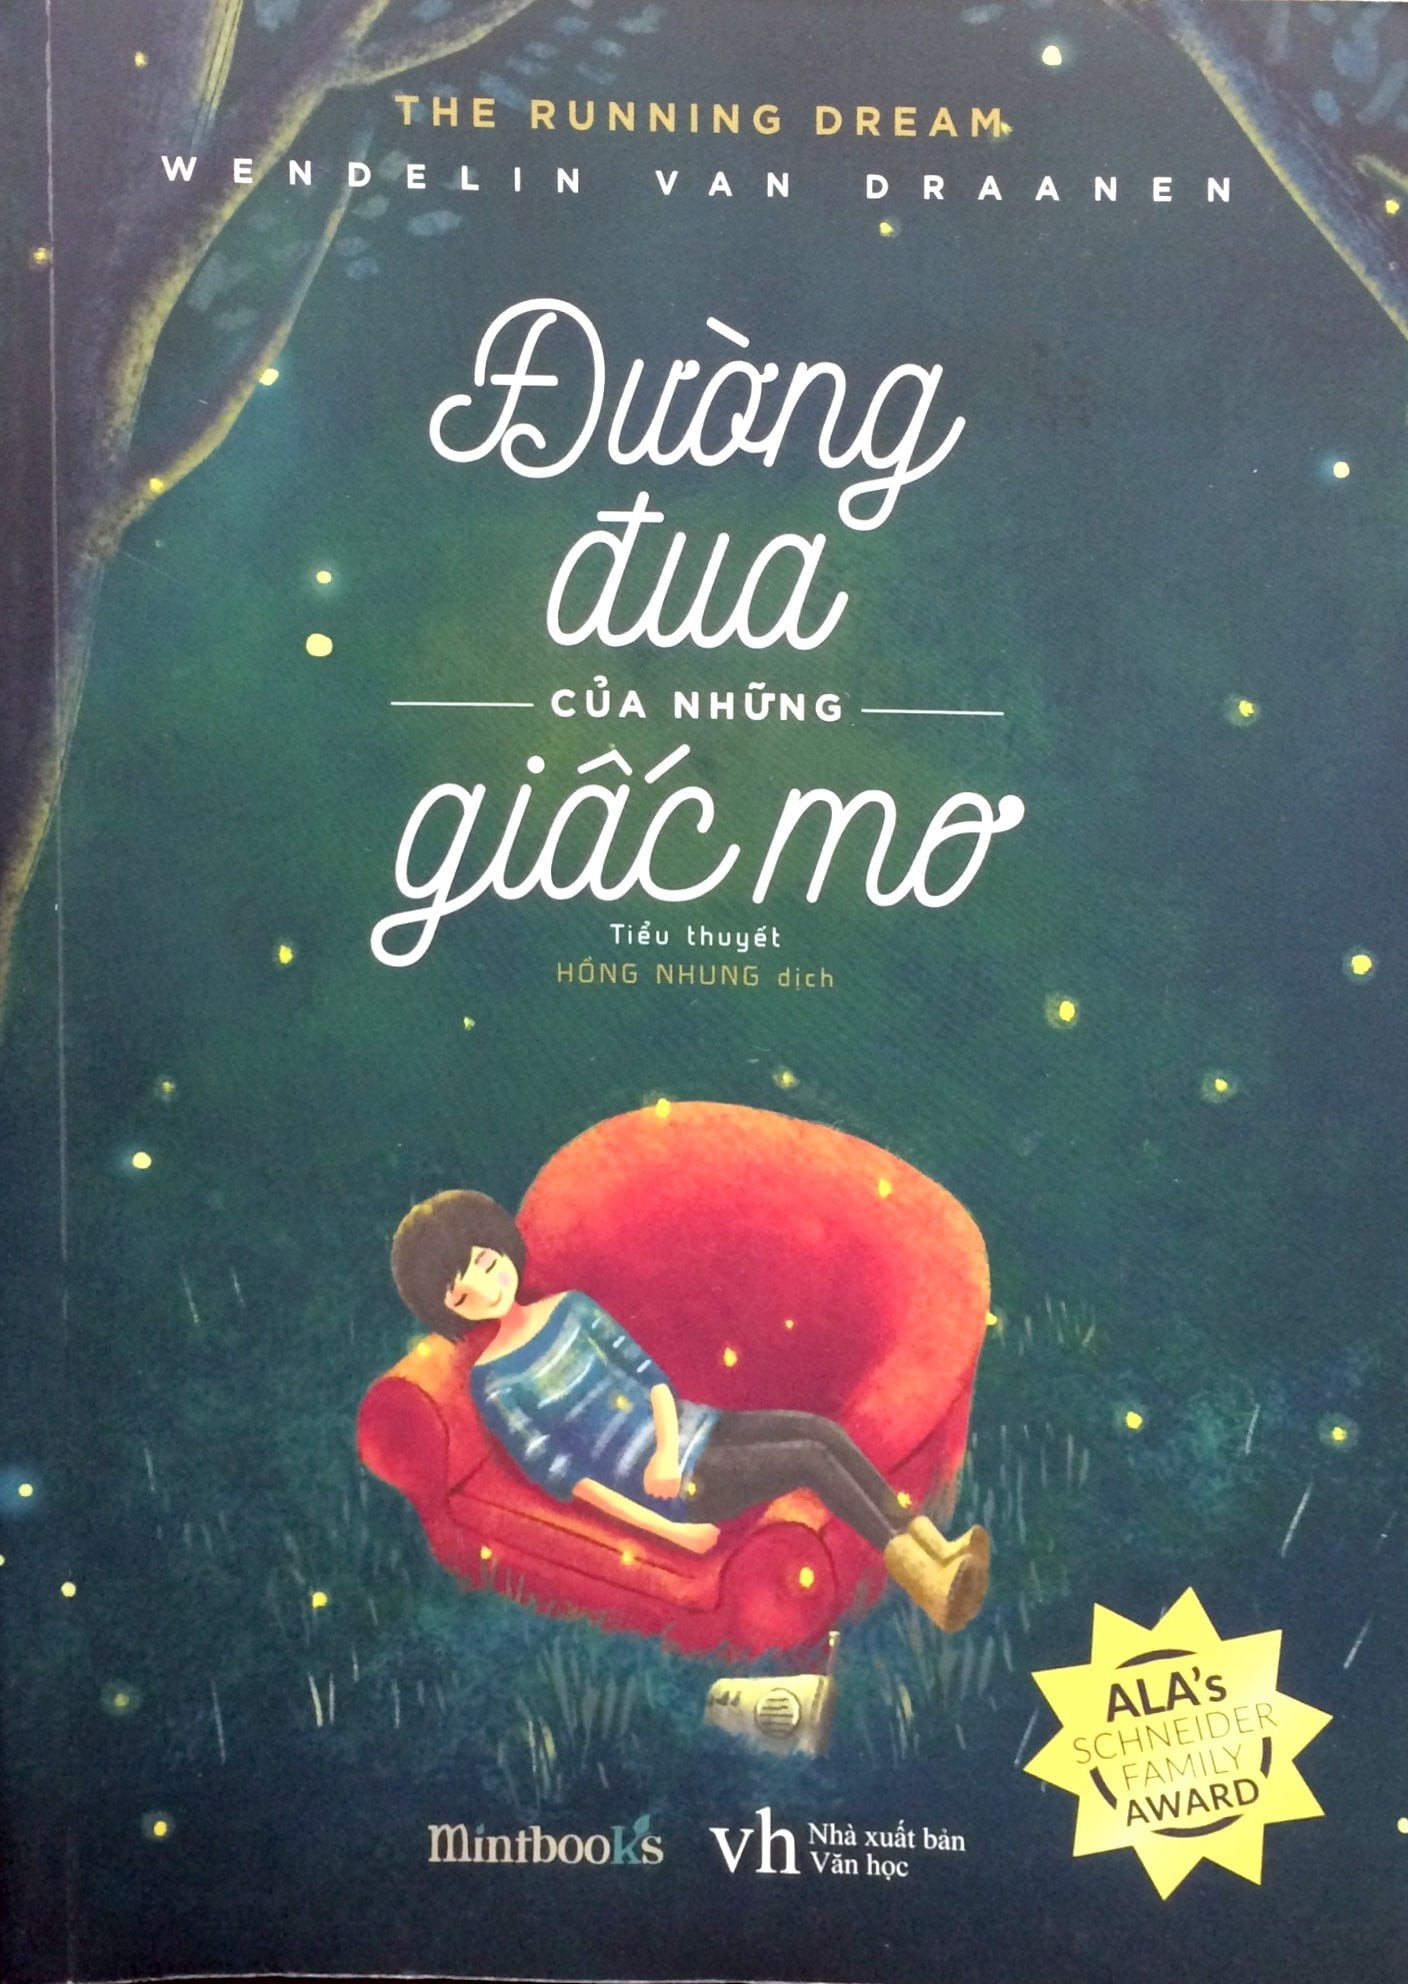 THE RUNNING DREAM
WENDELIN VAN DRAANEN
Đường
đua
CỦA NHỮNG
giấc mơ
Tiểu thuyết
HỒNG NHUNG dịch
ALA's
SCHNEIDER
FAMILY
AWARD
mintbooks
vh Nhà xuất bản
Văn học